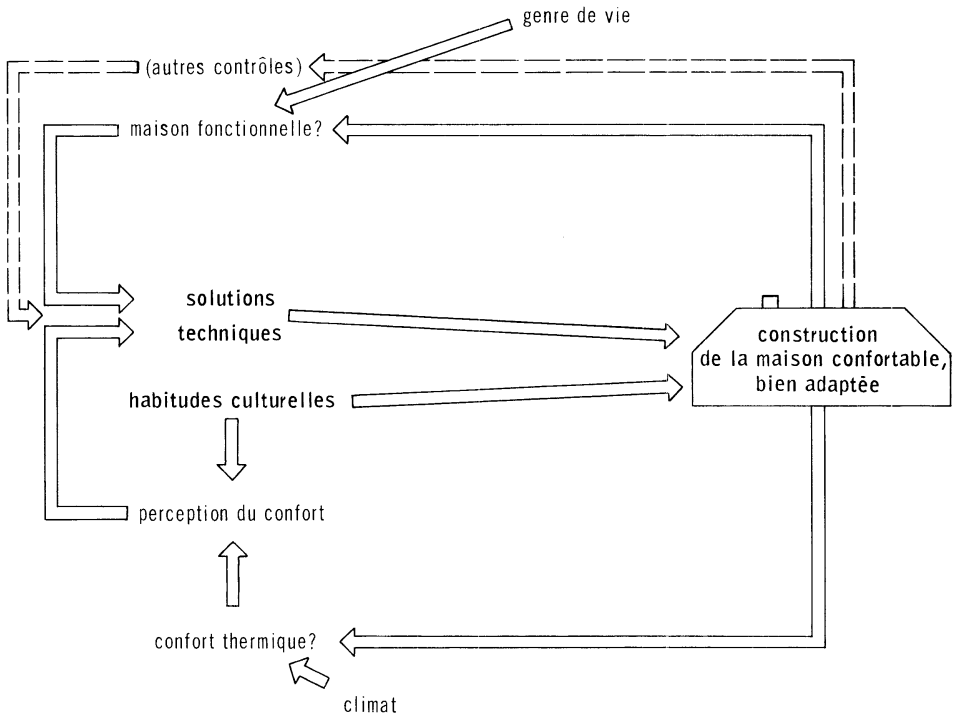 genre de vie
(autres contrôles)
maison fonctionnelle?
solutions
techniques
construction
de la maison confortable,
bien adaptée
habitudes culturelles
perception du confort
confort thermique?
climat